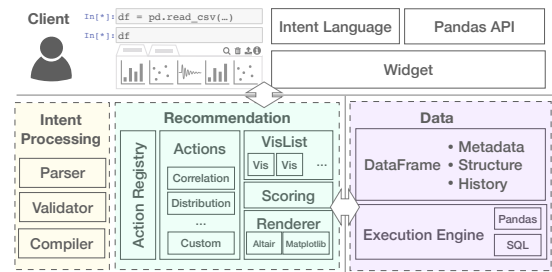 Client
In[*]: df = pd.read_csv(…)
In[*]: df
Intent Language
Pandas API
Widget
Intent
Processing
Parser
Validator
Compiler
Recommendation
Action Registry
Actions
Correlation
Distribution
...
Custom
VisList
Vis Vis ...
Scoring
Renderer
Altair Matplotlib
Data
DataFrame
• Metadata
• Structure
• History
Execution Engine
Pandas
SQL